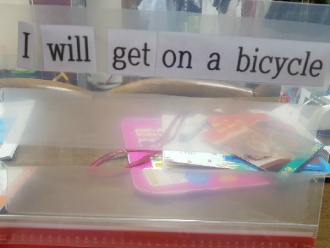 I will get on a bicycle